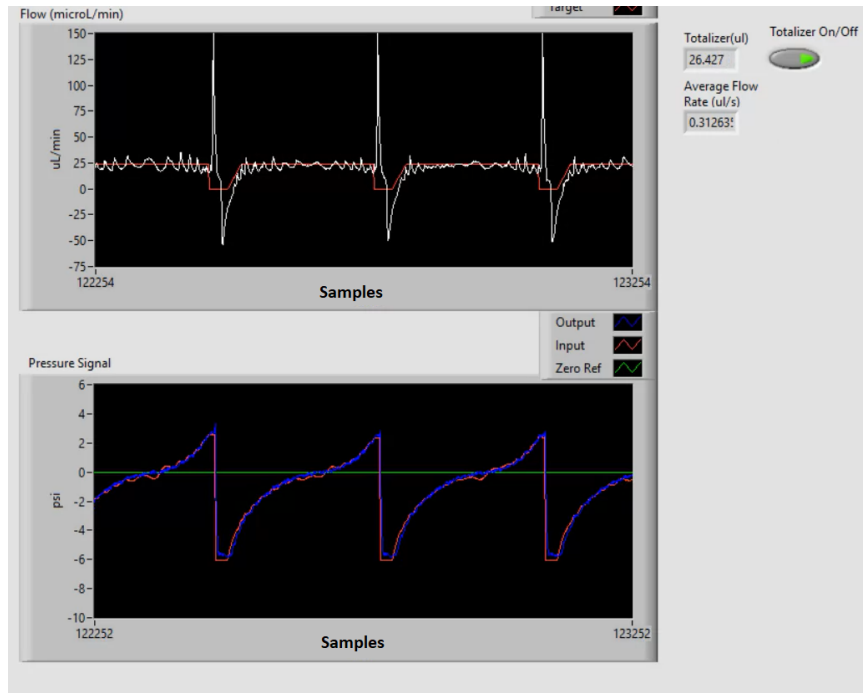 Flow (microL/min)
Target
Totalizer(ul)
Totalizer On/Off
26.427
Average Flow
Rate (ul/s)
0.31263
150
125
100
75
50
25
0
-25
-50
-75
uL/min
122254
123254
Samples
Output
Input
Zero Ref
Pressure Signal
6
4
2
0
-2
-4
-6
-8
-10
psi
122252
123252
Samples